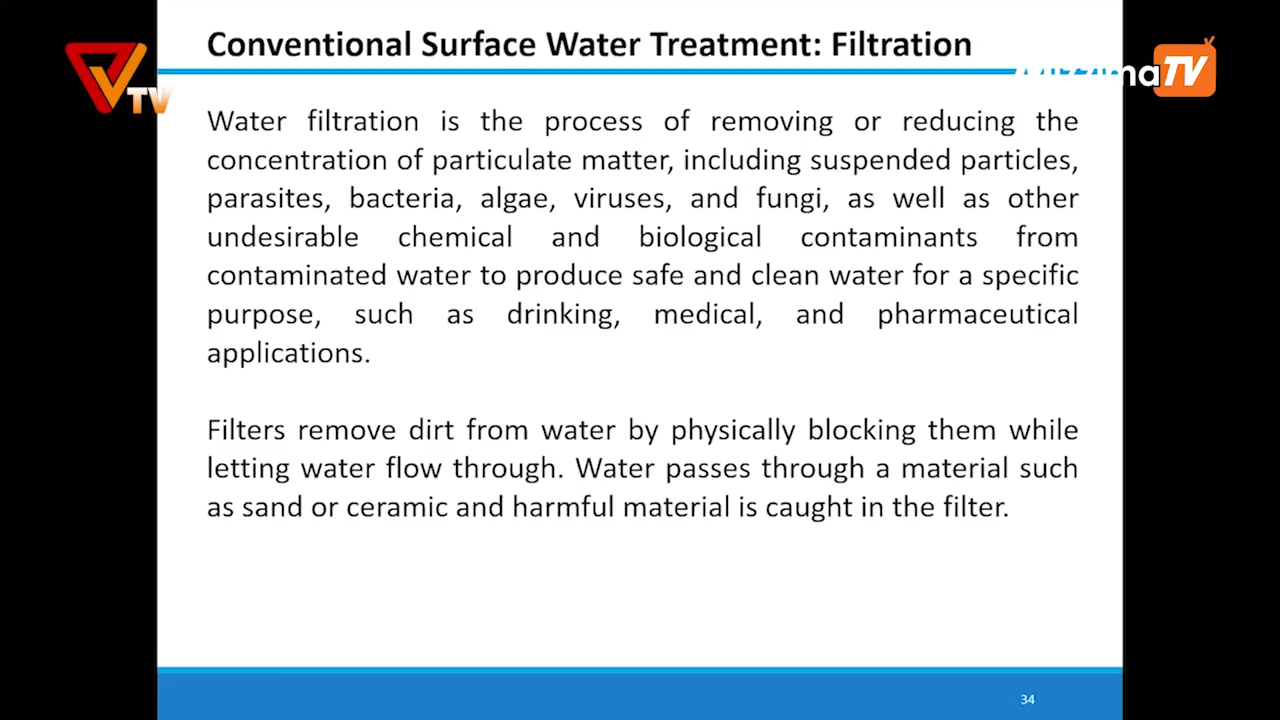 Conventional Surface Water Treatment: Filtration
VTV
MizzimaTV
Water filtration is the process of removing or reducing the
concentration of particulate matter, including suspended particles,
parasites, bacteria, algae, viruses, and fungi, as well as other
undesirable chemical and biological contaminants from
contaminated water to produce safe and clean water for a specific
purpose, such as drinking, medical, and pharmaceutical
applications.
Filters remove dirt from water by physically blocking them while
letting water flow through. Water passes through a material such
as sand or ceramic and harmful material is caught in the filter.
34